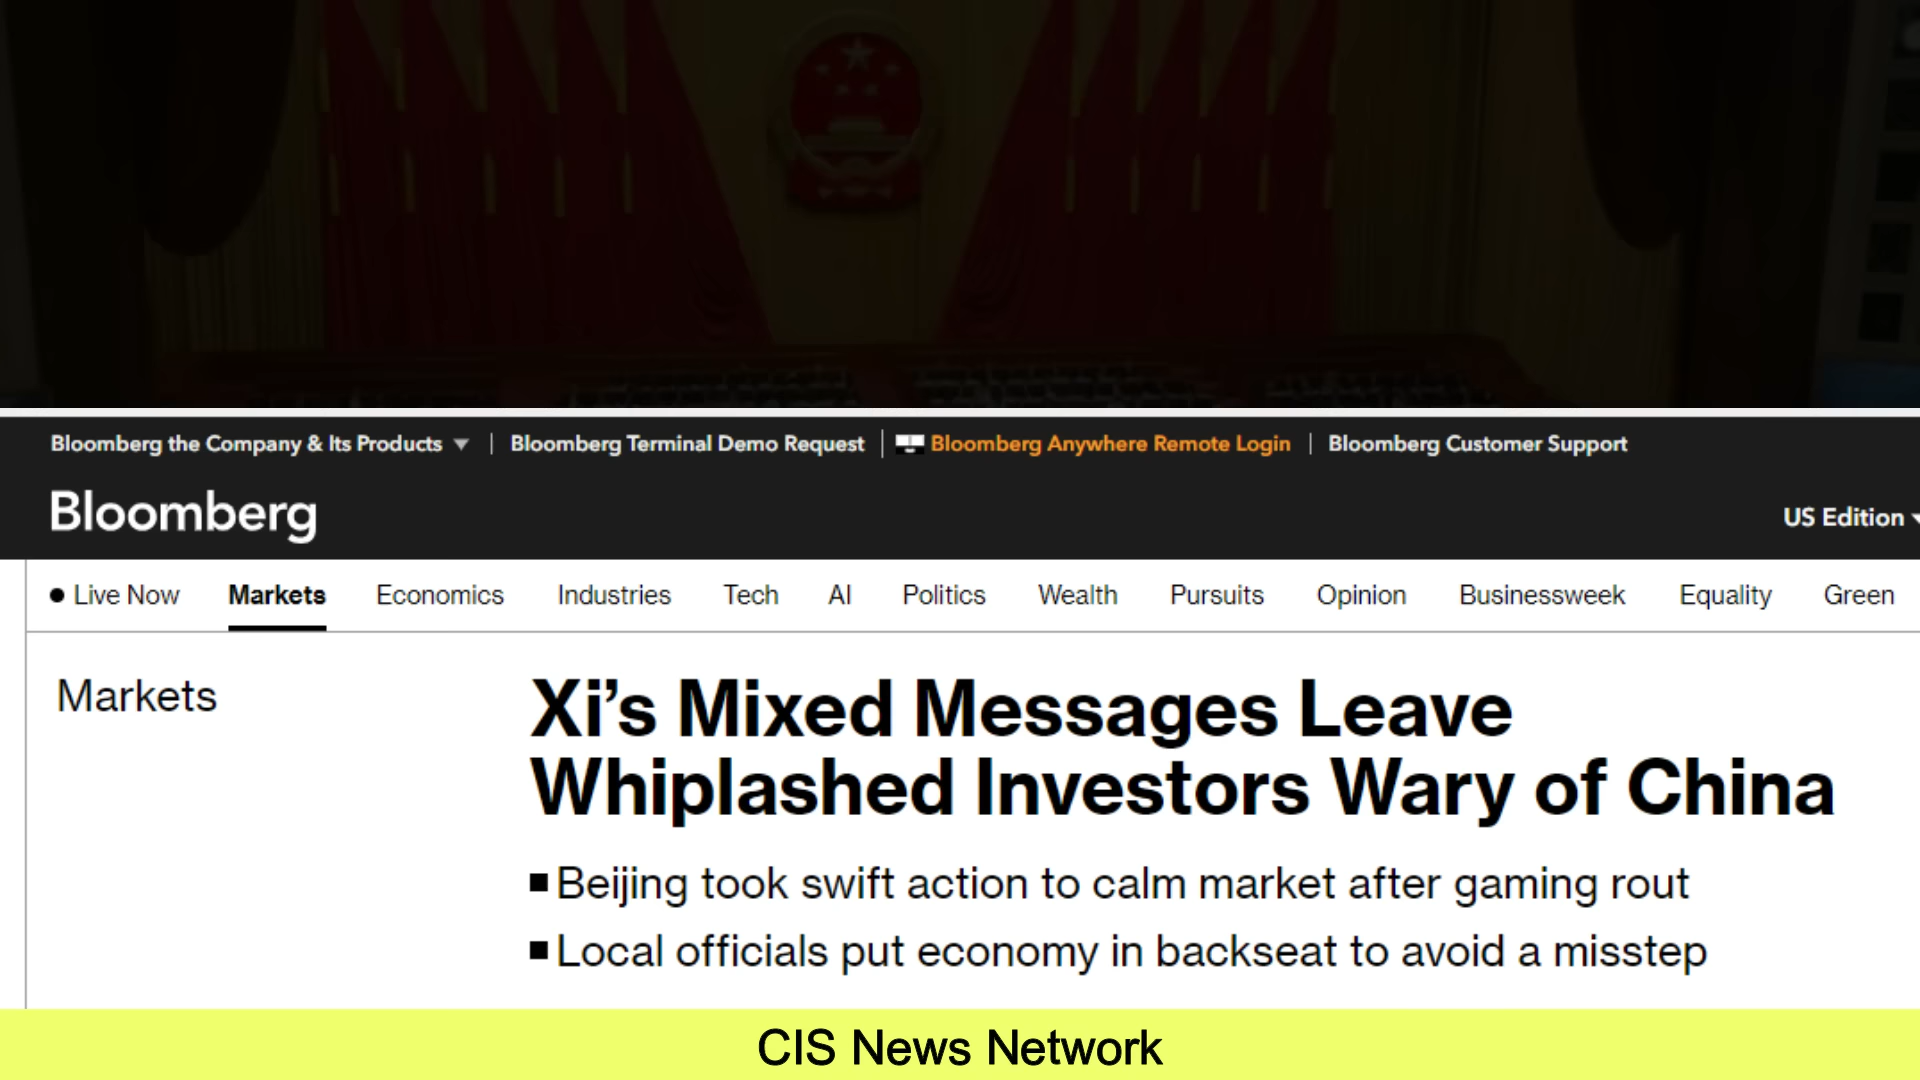 Bloomberg the Company & Its Products
Bloomberg Terminal Demo Request
Bloomberg Anywhere Remote Login
Bloomberg Customer Support
Bloomberg
US Edition
Live Now
Markets
Economics
Industries
Tech
AI
Politics
Wealth
Pursuits
Opinion
Businessweek
Equality
Green
Markets
Xi’s Mixed Messages Leave
Whiplashed Investors Wary of China
Beijing took swift action to calm market after gaming rout
Local officials put economy in backseat to avoid a misstep
CIS News Network